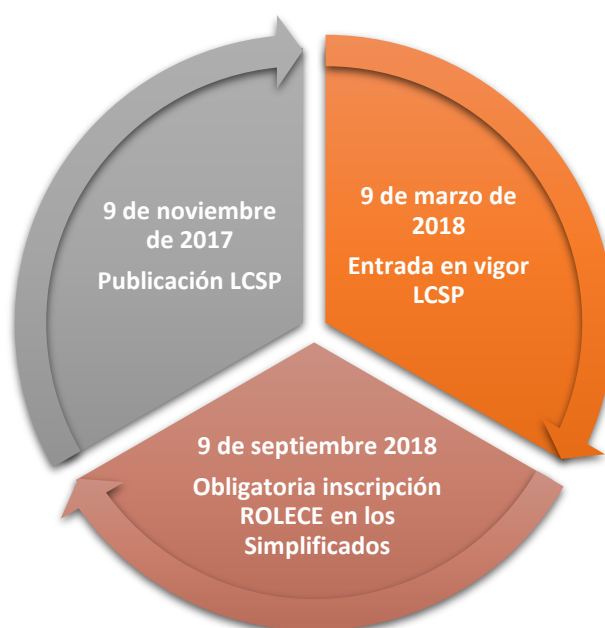 9 de noviembre
de 2017
Publicación LCSP
9 de marzo de
2018
Entrada en vigor
LCSP
9 de septiembre 2018
Obligatoria inscripción
ROLECE en los
Simplificados